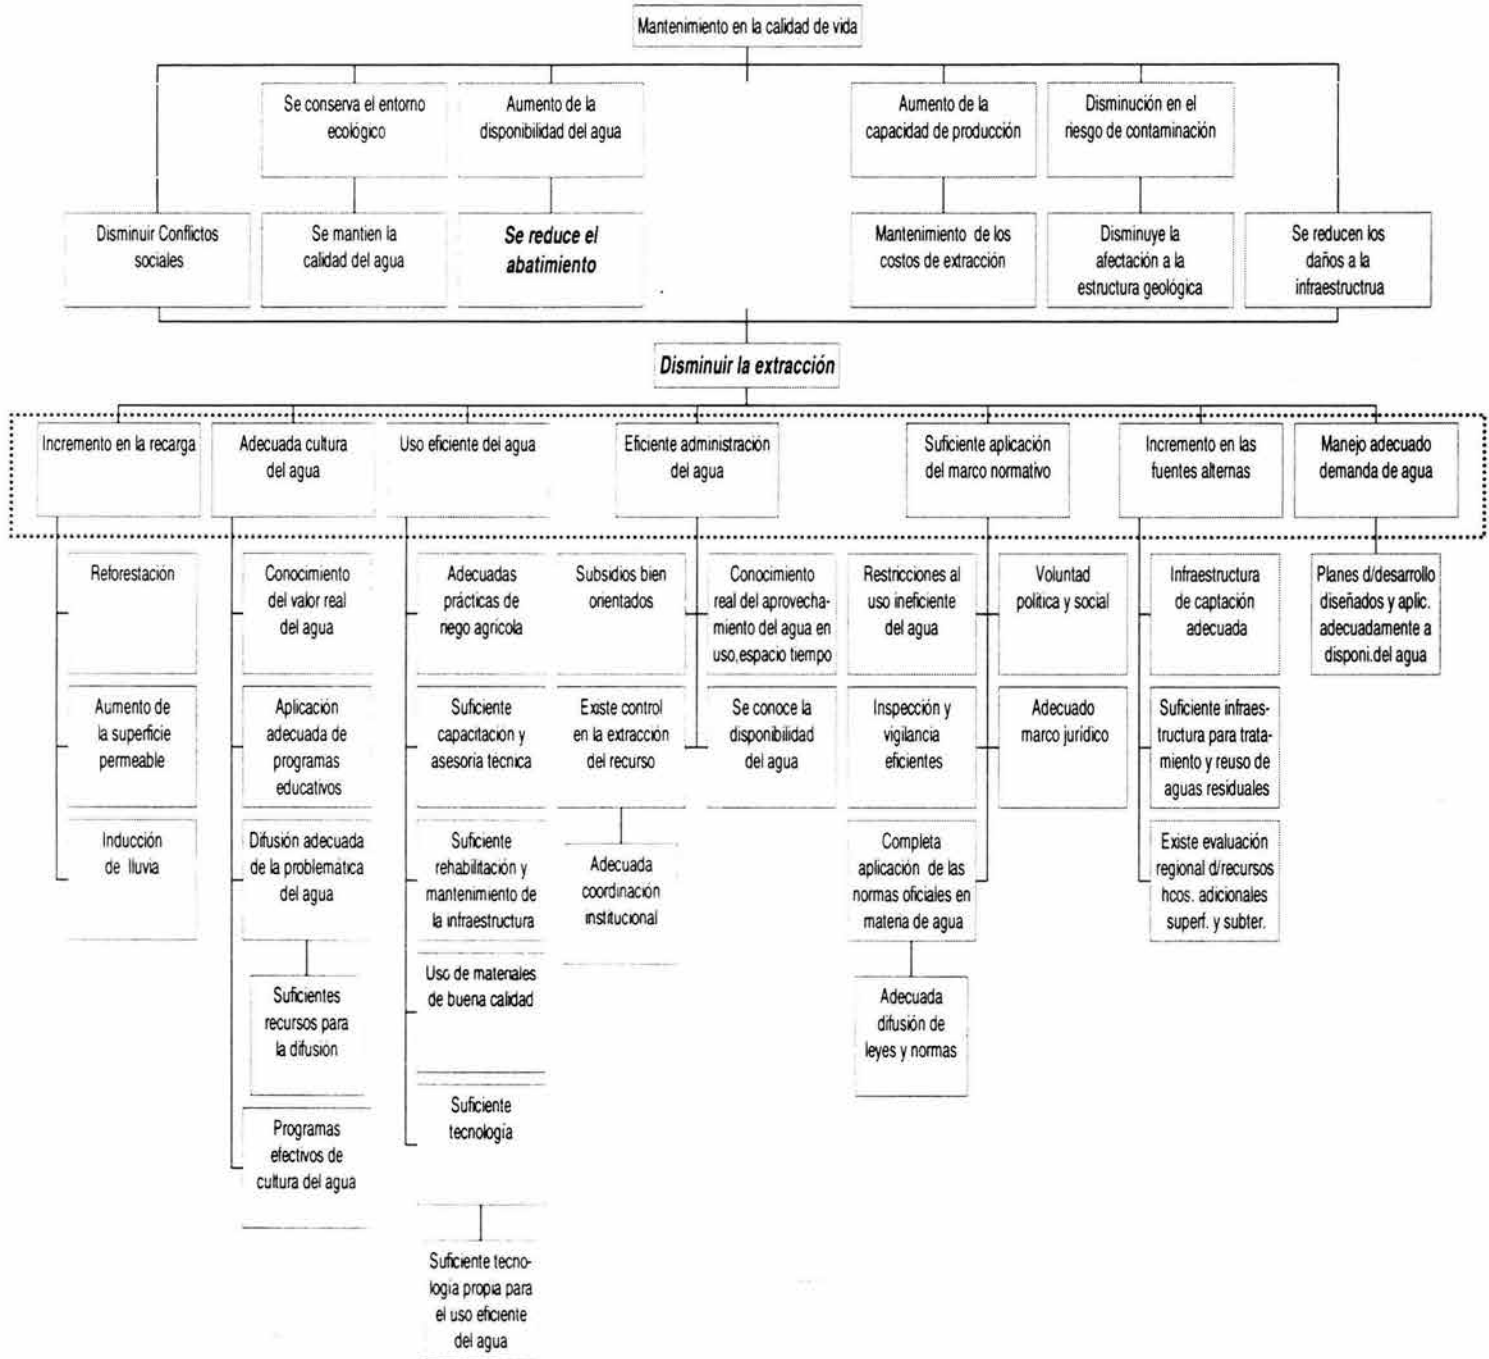 Mantenimiento en la calidad de vida
Se conserva el entorno
ecológico
Aumento de la
disponibilidad del agua
Aumento de la
capacidad de producción
Disminución en el
riesgo de contaminación
Disminuir Conflictos
sociales
Se mantien la
calidad del agua
Se reduce el
abatimiento
Mantenimiento de los
costos de extracción
Disminuye la
afectación a la
estructura geológica
Se reducen los
daños a la
infraestructrua
Disminuir la extracción
Incremento en la recarga
Adecuada cultura
del agua
Uso eficiente del agua
Eficiente administración
del agua
Suficiente aplicación
del marco normativo
Incremento en las
fuentes alternas
Manejo adecuado
demanda de agua
Reforestación
Conocimiento
del valor real
del agua
Adecuadas
prácticas de
riego agrícola
Subsidios bien
orientados
Conocimiento
real del aprovecha-
miento del agua en
uso,espacio tiempo
Restricciones al
uso ineficiente
del agua
Voluntad
política y social
Infraestructura
de captación
adecuada
Planes d/desarrollo
diseñados y aplic.
adecuadamente a
disponi.del agua
Aumento de
la superficie
permeable
Aplicación
adecuada de
programas
educativos
Suficiente
capacitación y
asesoría técnica
Existe control
en la extracción
del recurso
Se conoce la
disponibilidad
del agua
Inspección y
vigilancia
eficientes
Adecuado
marco jurídico
Suficiente infraes-
tructura para trata-
miento y reuso de
aguas residuales
Inducción
de lluvia
Difusión adecuada
de la problemática
del agua
Suficiente
rehabilitación y
mantenimiento de
la infraestructura
Adecuada
coordinación
institucional
Completa
aplicación de las
normas oficiales en
materia de agua
Existe evaluación
regional d/recursos
hcos. adicionales
superf. y subter.
Suficientes
recursos para
la difusión
Uso de materiales
de buena calidad
Adecuada
difusión de
leyes y normas
Programas
efectivos de
cultura del agua
Suficiente
tecnología
Suficiente tecno-
logía propia para
el uso eficiente
del agua